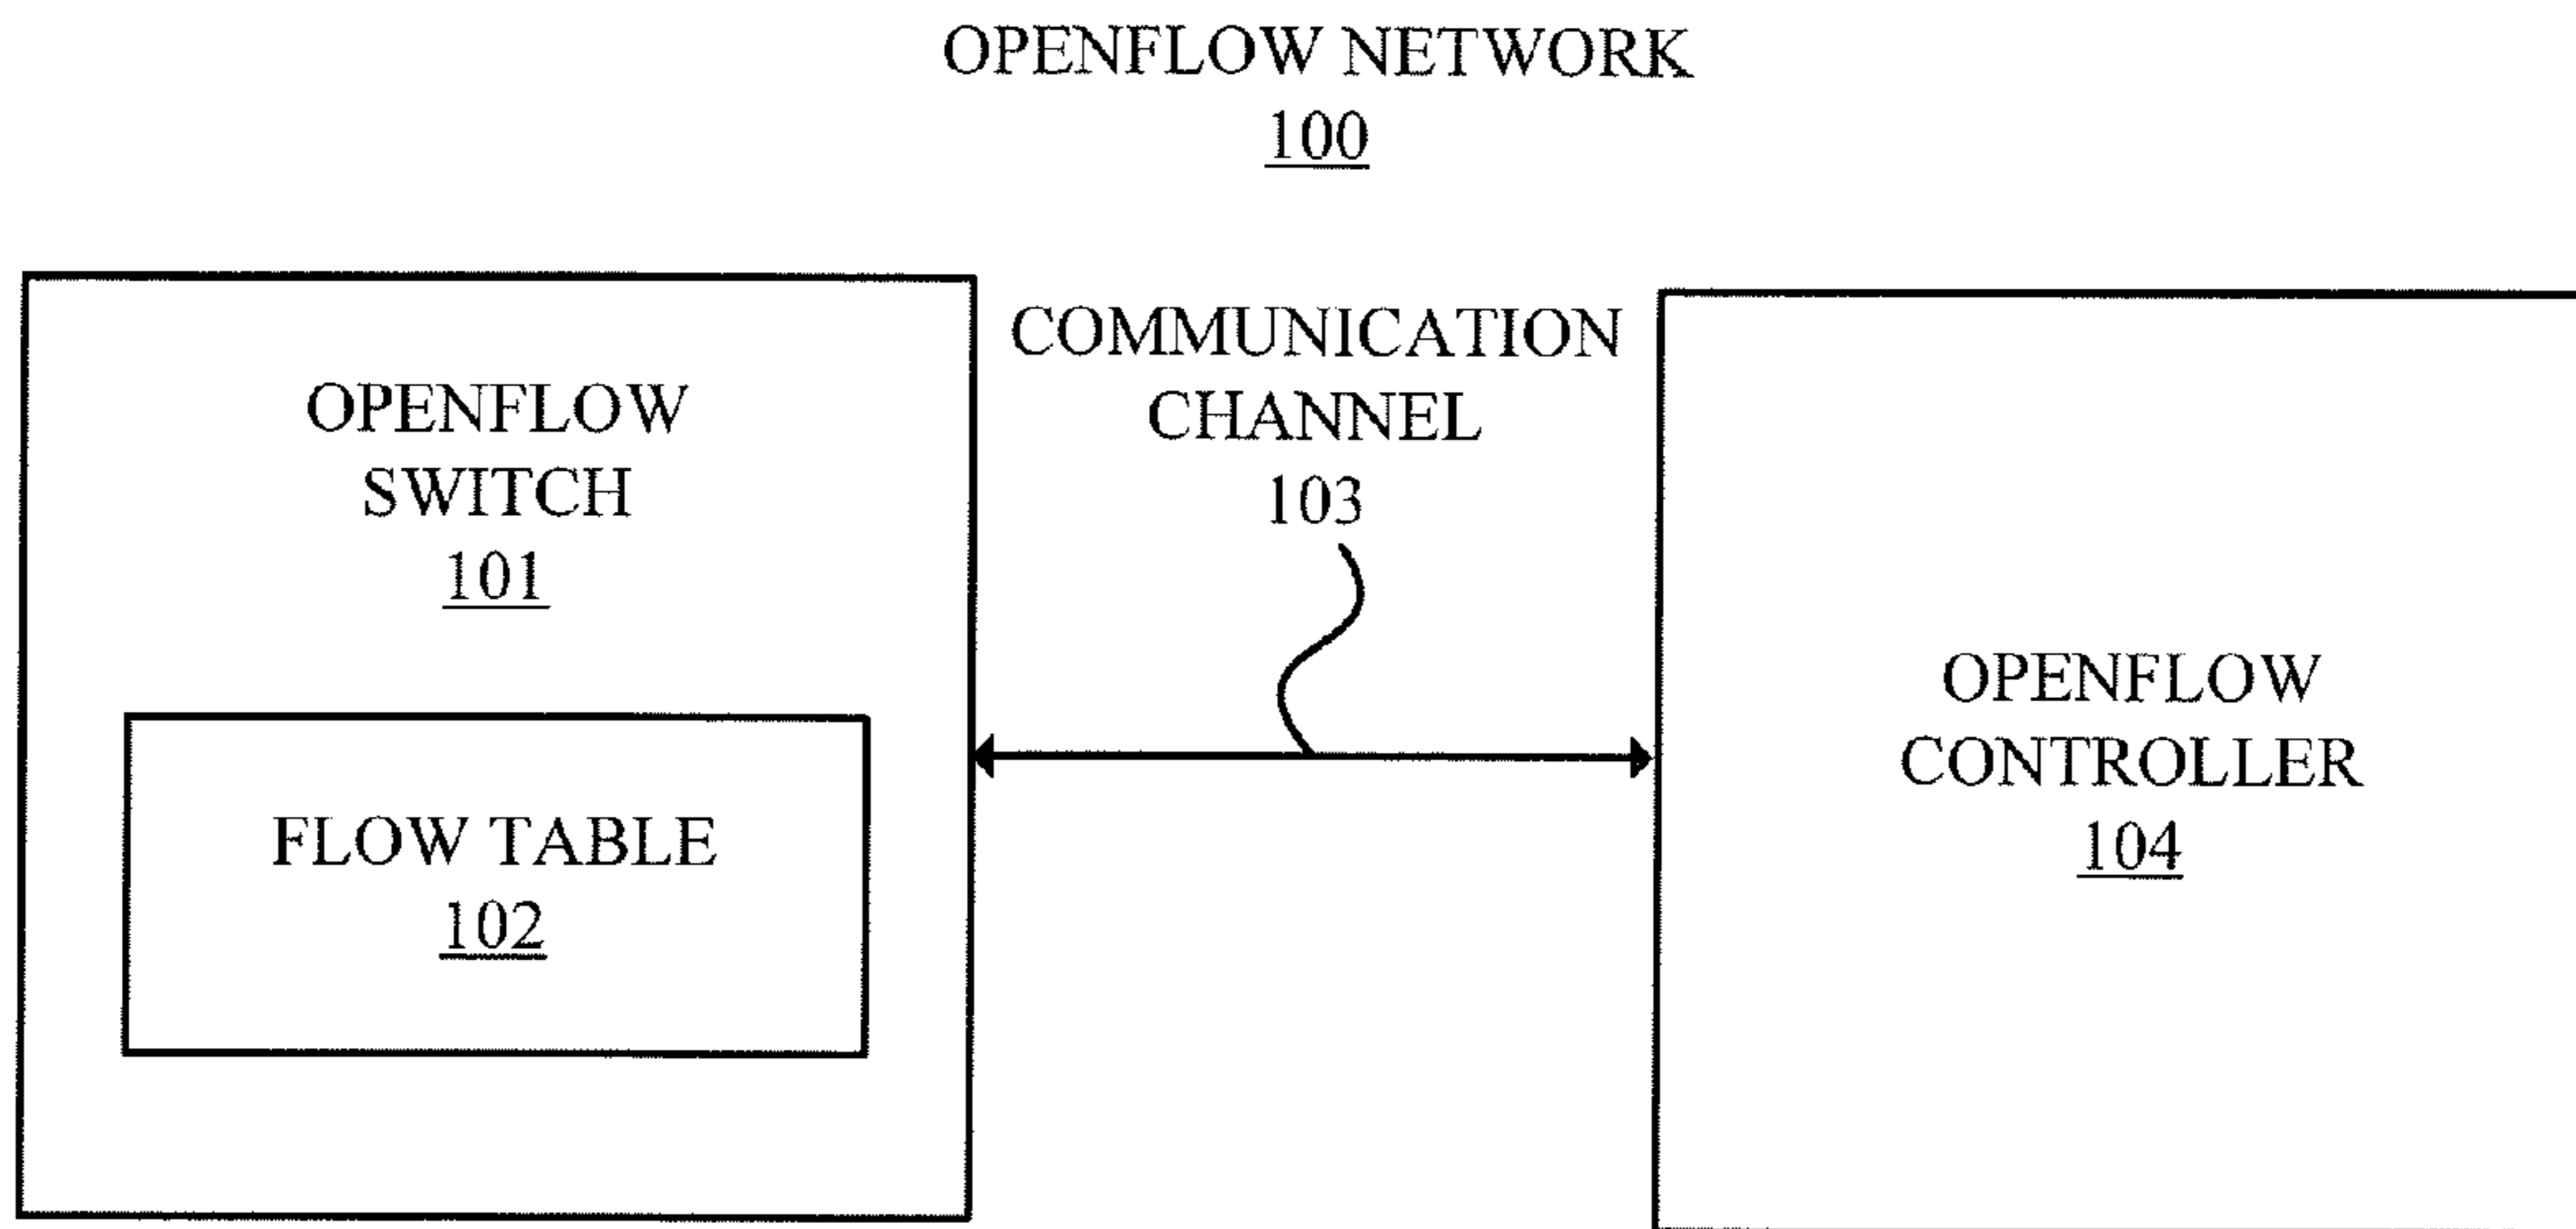 OPENFLOW NETWORK
100
OPENFLOW
SWITCH
101
FLOW TABLE
102
COMMUNICATION
CHANNEL
103
OPENFLOW
CONTROLLER
104